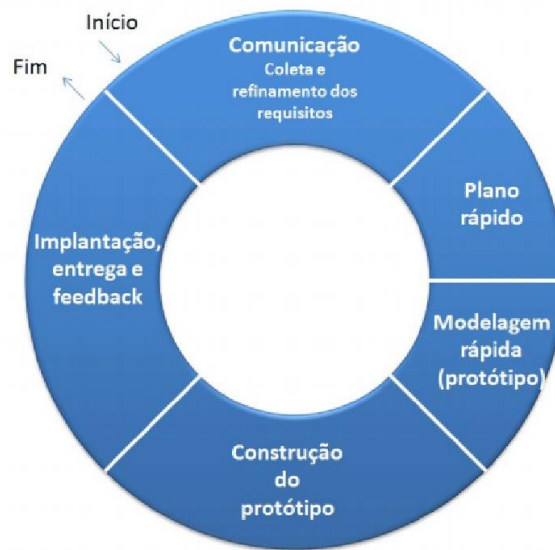 Início
Fim
Comunicação
Coleta e
refinamento dos
requisitos
Plano
rápido
Modelagem
rápida
(protótipo)
Construção
do
protótipo
Implantação,
entrega e
feedback